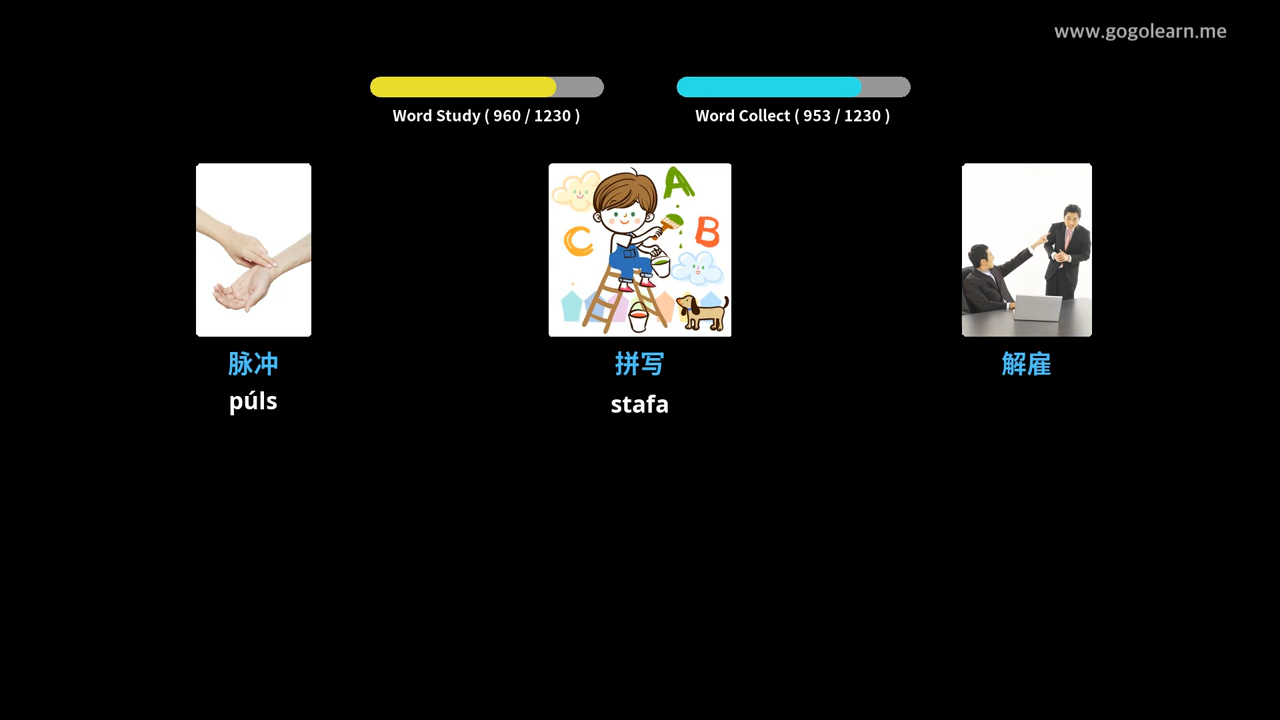 www.gogolearn.me
Word Study ( 960 / 1230 )
Word Collect ( 953 / 1230 )
A
B
C
脉冲
拼写
解雇
púls
stafa